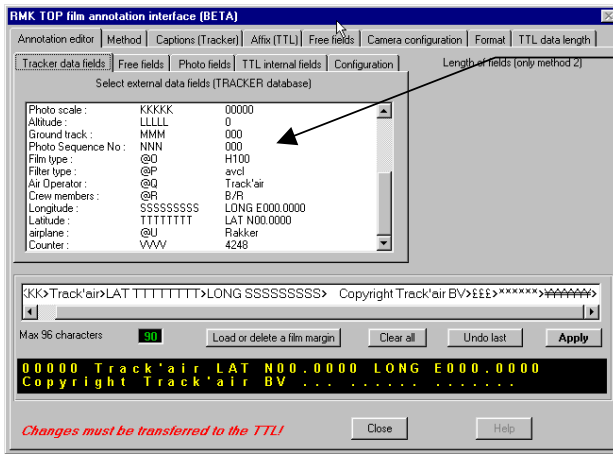 RMK TOP film annotation interface (BETA)
Annotation editor Method Captions (Tracker) Affix (TTL) Free fields Camera configuration Format TTL data length
Tracker data fields Free fields Photo fields TTL internal fields Configuration Length of fields (only method 2)
Select external data fields (TRACKER database)
Photo scale : KKKKK 00000
Altitude : LLLLL 0
Ground track : MMM 000
Photo Sequence No : NNN 000
Film type : @O H100
Filter type : @P avcl
Air Operator : @Q Track'air
Crew members : @R B/R
Longitude : SSSSSSSSS LONG E000.0000
Latitude : TTTTTTTT LAT N00.0000
airplane : @U Rakker
Counter : VVVV 4248
KK>Track'air>LAT TTTTTTTT>LONG SSSSSSSSS> Copyright Track'air BV>£££>******>
Max 96 characters 90 Load or delete a film margin Clear all Undo last Apply
00000 Track'air LAT N00.0000 LONG E000.0000
Copyright Track'air BV ... ...... .......
Changes must be transferred to the TTL! Close Help